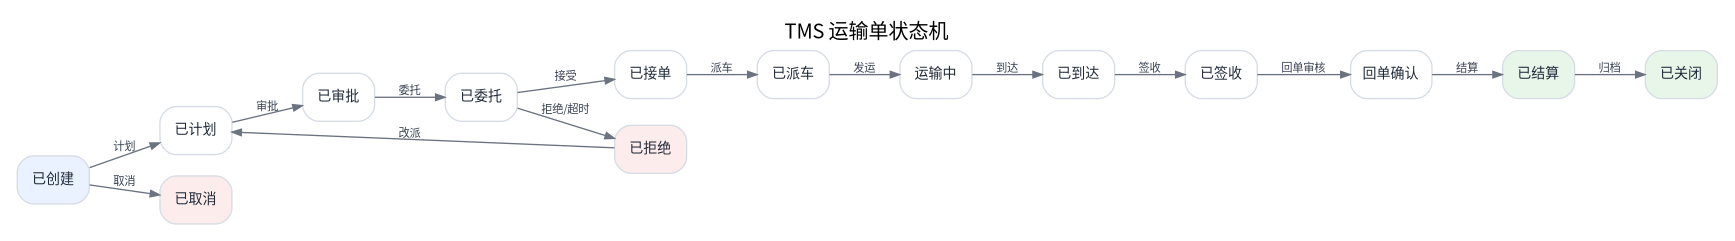 TMS 运输单状态机
已创建
计划
取消
已计划
已取消
审批
已审批
委托
已委托
接受
拒绝/超时
改派
已接单
已拒绝
派车
已派车
发运
运输中
到达
已到达
签收
已签收
回单审核
回单确认
结算
已结算
归档
已关闭